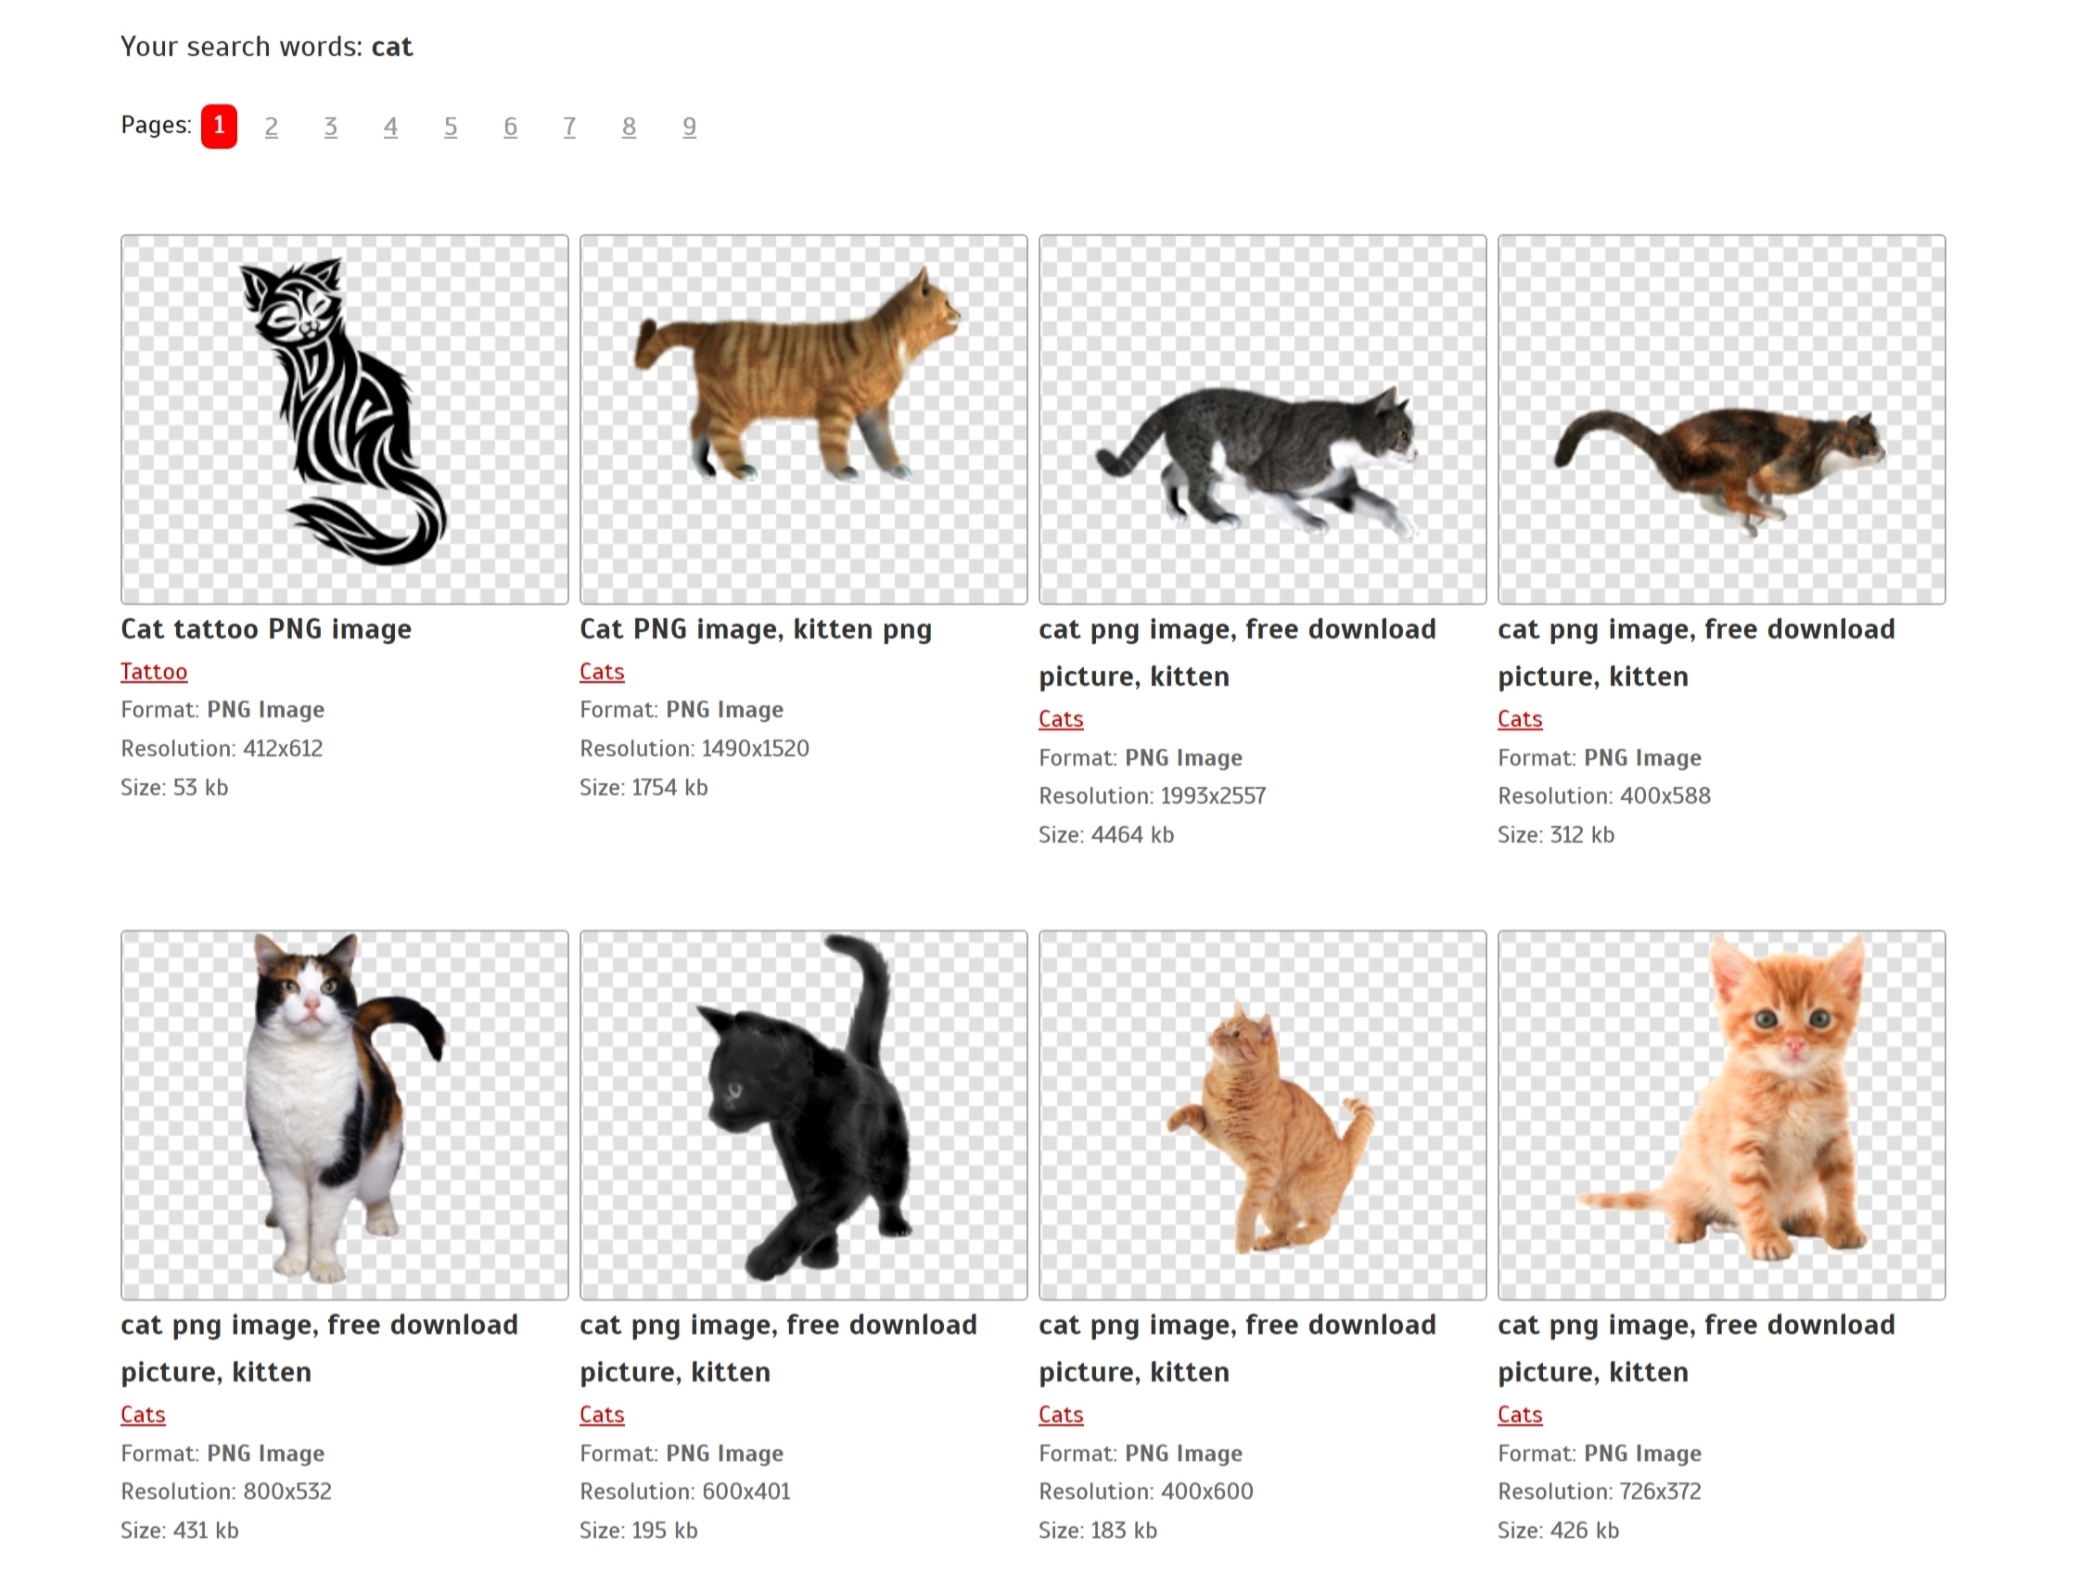 Your search words: cat
Pages: 1 2 3 4 5 6 7 8 9
Cat tattoo PNG image
Tattoo
Format: PNG Image
Resolution: 412x612
Size: 53 kb
Cat PNG image, kitten png
Cats
Format: PNG Image
Resolution: 1490x1520
Size: 1754 kb
cat png image, free download
picture, kitten
Cats
Format: PNG Image
Resolution: 1993x2557
Size: 4464 kb
cat png image, free download
picture, kitten
Cats
Format: PNG Image
Resolution: 400x588
Size: 312 kb
cat png image, free download
picture, kitten
Cats
Format: PNG Image
Resolution: 800x532
Size: 431 kb
cat png image, free download
picture, kitten
Cats
Format: PNG Image
Resolution: 600x401
Size: 195 kb
cat png image, free download
picture, kitten
Cats
Format: PNG Image
Resolution: 400x600
Size: 183 kb
cat png image, free download
picture, kitten
Cats
Format: PNG Image
Resolution: 726x372
Size: 426 kb